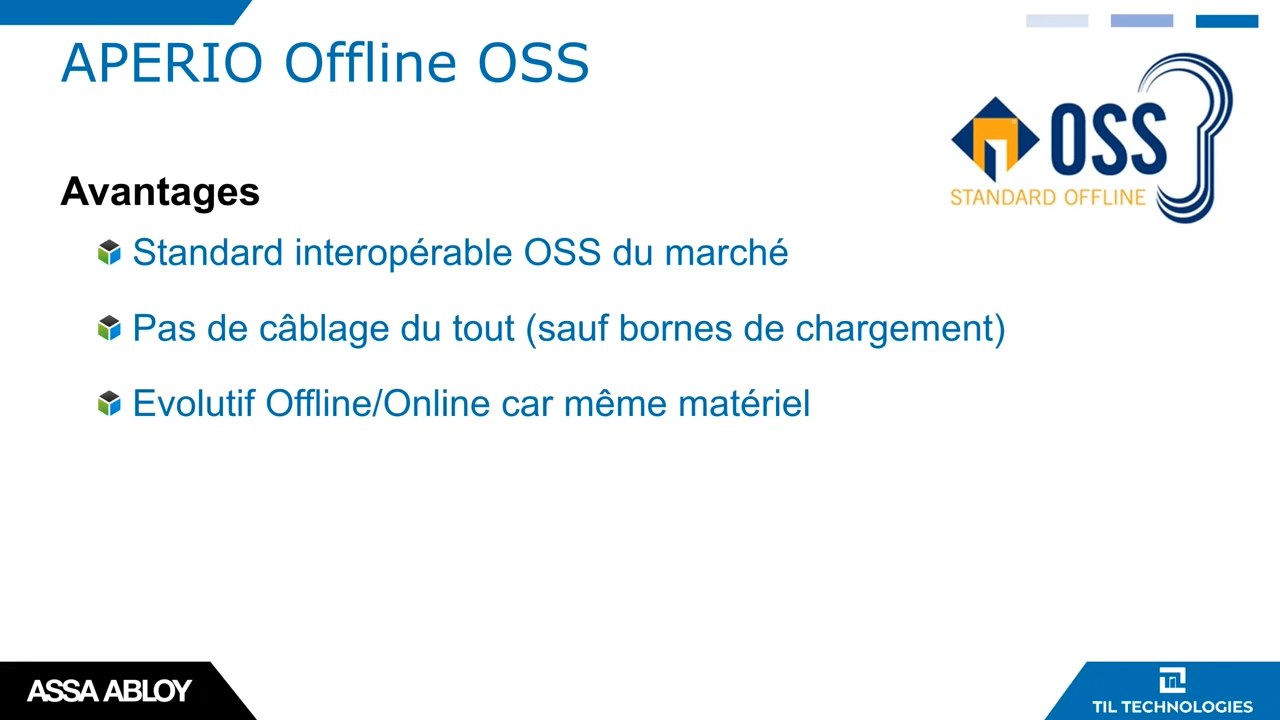 APERIO Offline OSS
OSS
STANDARD OFFLINE
Avantages
Standard interopérable OSS du marché
Pas de câblage du tout (sauf bornes de chargement)
Evolutif Offline/Online car même matériel
ASSA ABLOY
TIL TECHNOLOGIES